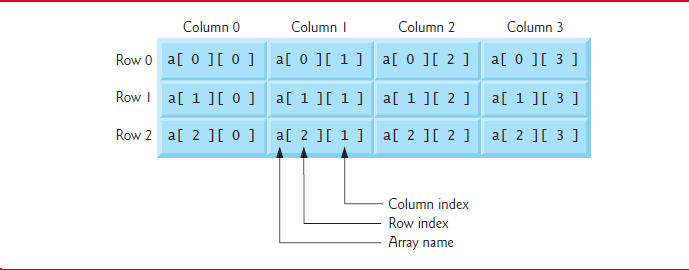 Column 0 Column 1 Column 2 Column 3
Row 0 a[ 0 ][ 0 ] a[ 0 ][ 1 ] a[ 0 ][ 2 ] a[ 0 ][ 3 ]
Row 1 a[ 1 ][ 0 ] a[ 1 ][ 1 ] a[ 1 ][ 2 ] a[ 1 ][ 3 ]
Row 2 a[ 2 ][ 0 ] a[ 2 ][ 1 ] a[ 2 ][ 2 ] a[ 2 ][ 3 ]
Column index
Row index
Array name